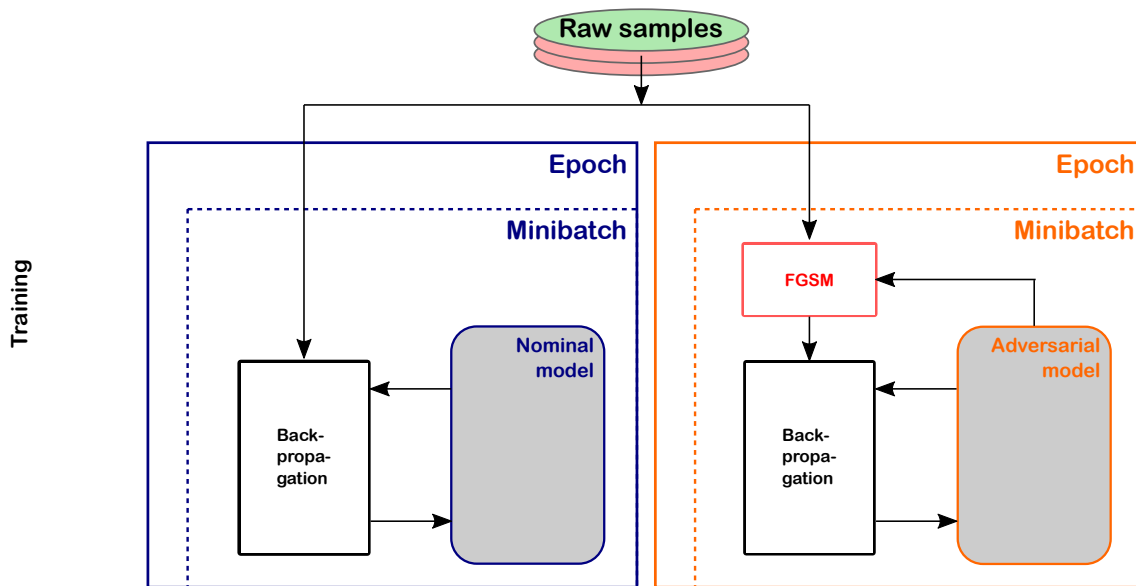 Raw samples
Training
Epoch
Minibatch
Nominal
model
Back-
propa-
gation
Epoch
Minibatch
FGSM
Adversarial
model
Back-
propa-
gation